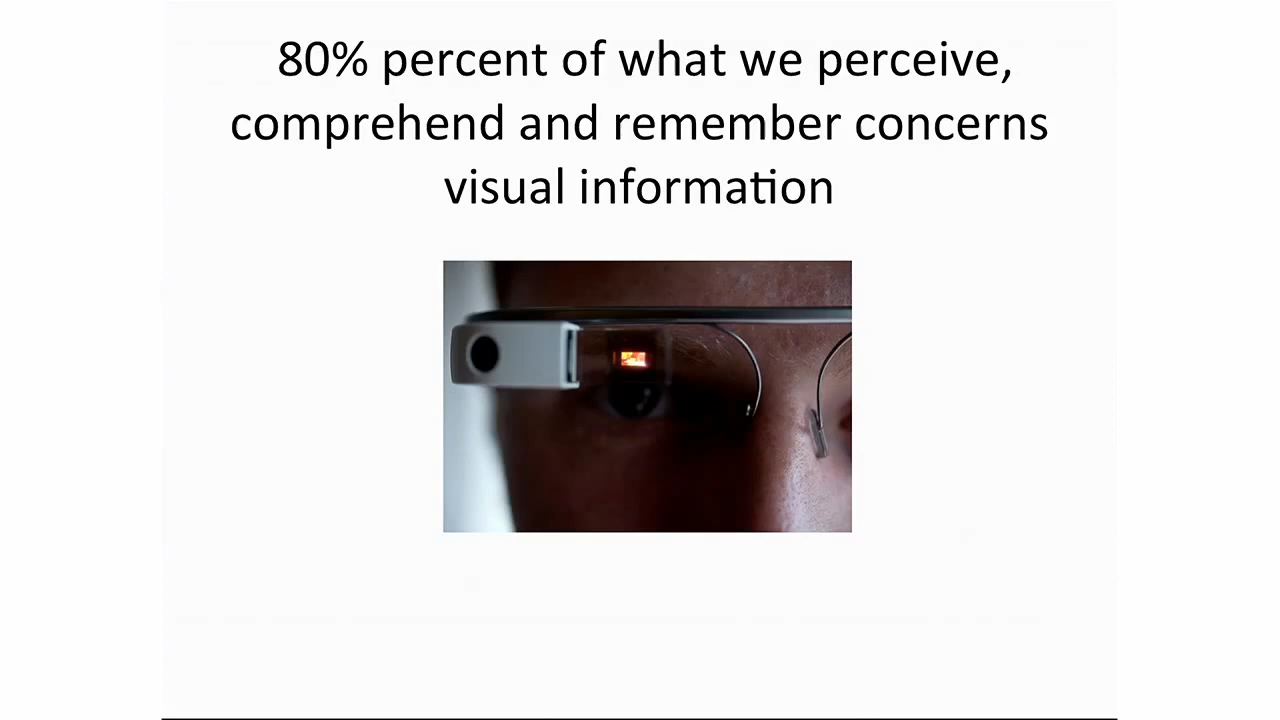 80% percent of what we perceive,
comprehend and remember concerns
visual information